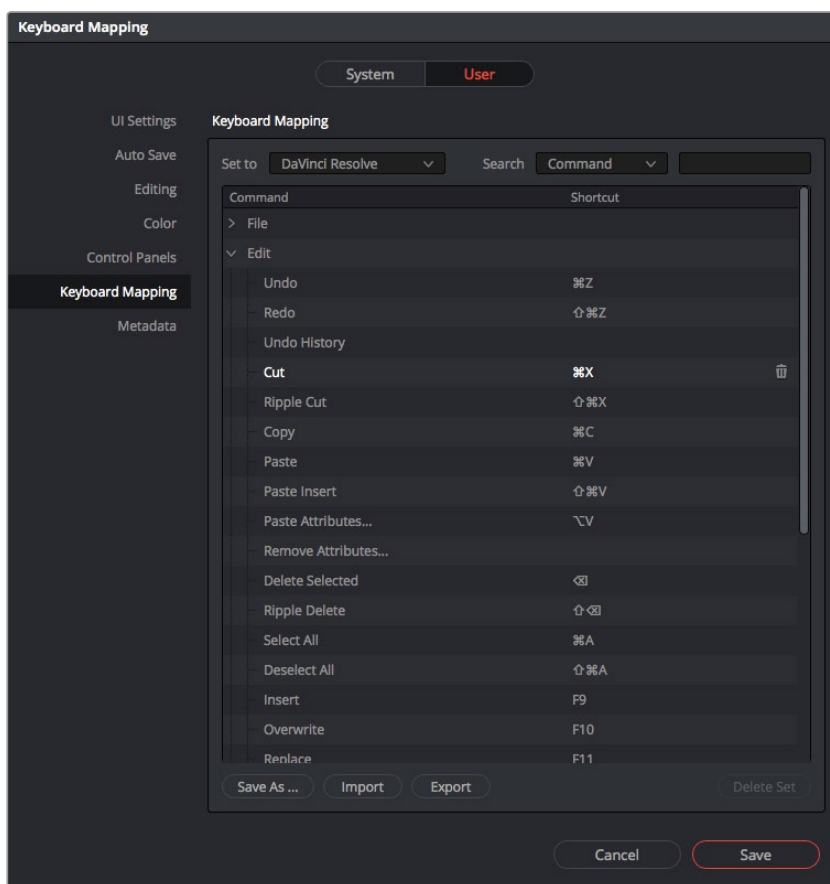 Keyboard Mapping
System User
UI Settings
Auto Save
Editing
Color
Control Panels
Keyboard Mapping
Metadata
Keyboard Mapping
Set to DaVinci Resolve Search Command
Command Shortcut
> File
Edit
Undo ⌘Z
Redo ⇧⌘Z
Undo History
Cut ⌘X
Ripple Cut ⇧⌘X
Copy ⌘C
Paste ⌘V
Paste Insert ⇧⌘V
Paste Attributes... ⌥V
Remove Attributes...
Delete Selected ⌫
Ripple Delete ⇧⌫
Select All ⌘A
Deselect All ⇧⌘A
Insert F9
Overwrite F10
Replace F11
Save As ... Import Export Delete Set
Cancel Save